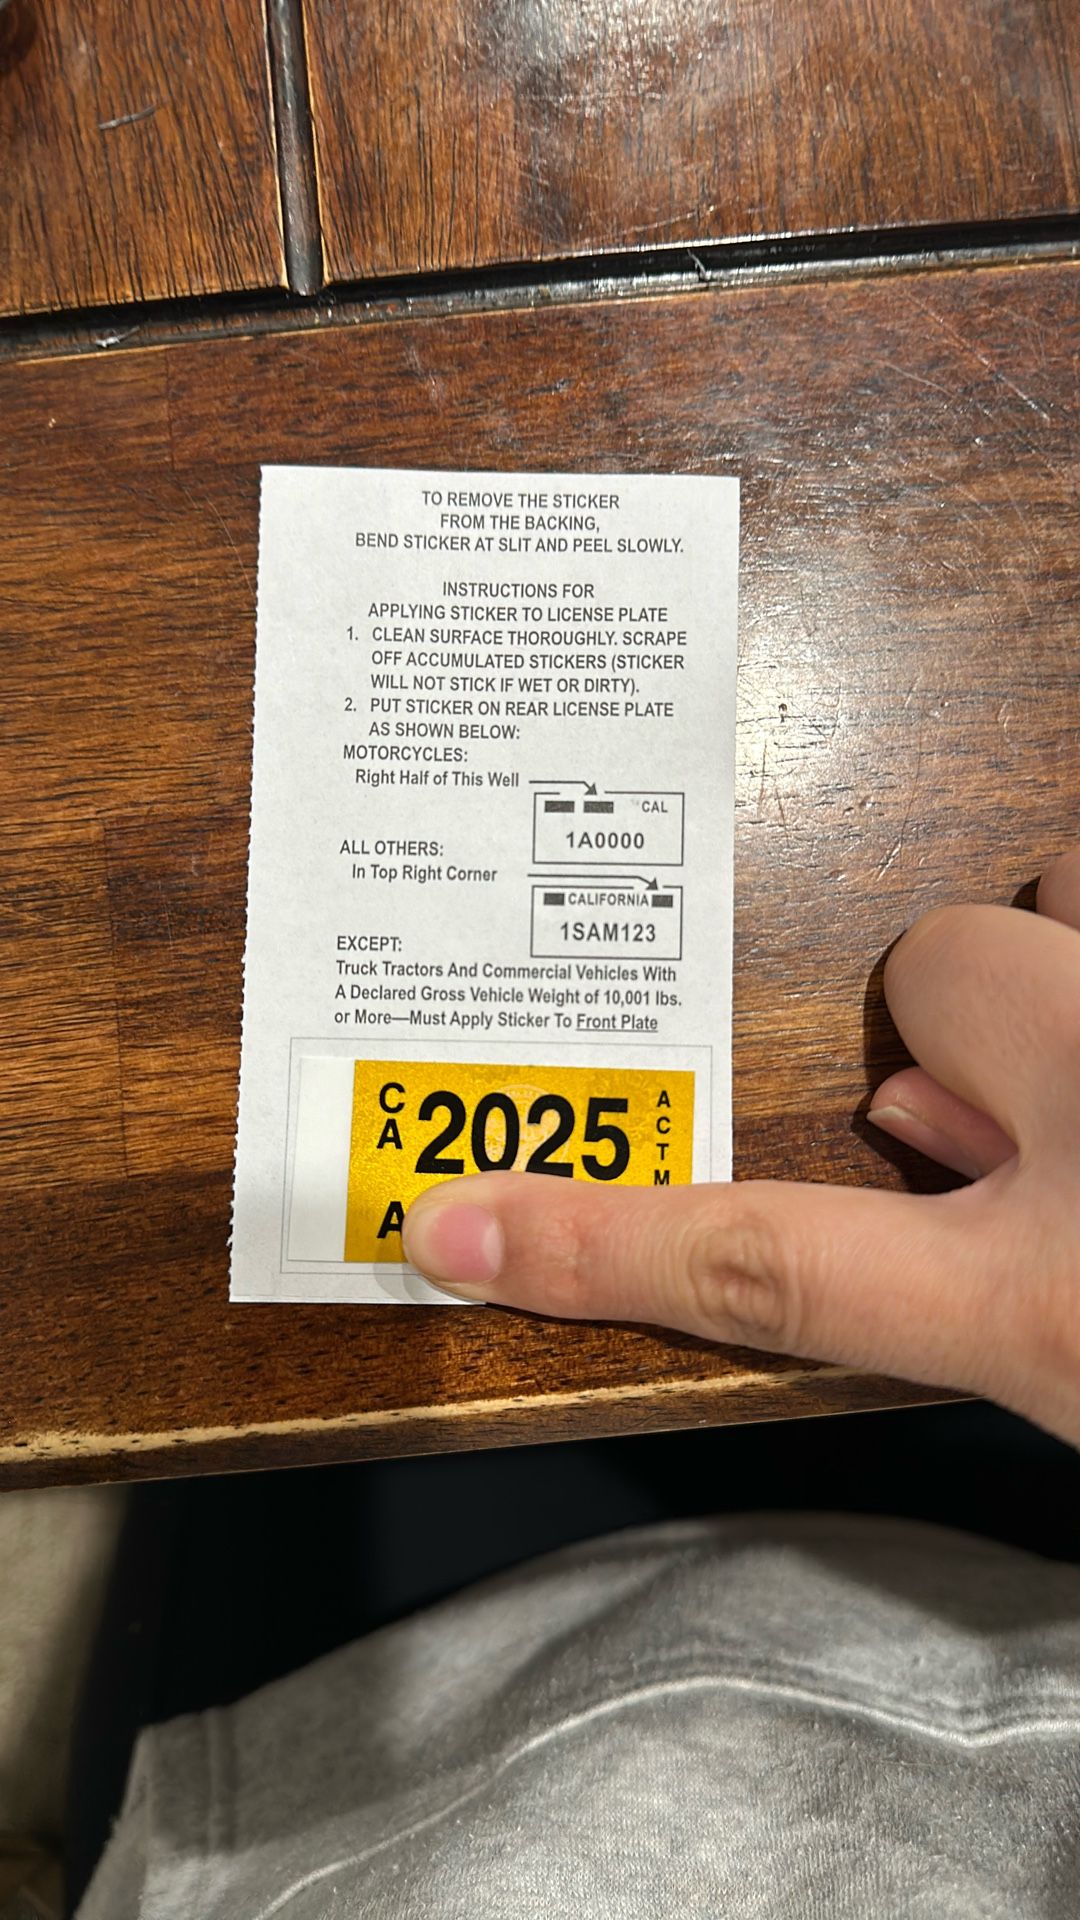 TO REMOVE THE STICKER
FROM THE BACKING,
BEND STICKER AT SLIT AND PEEL SLOWLY.
INSTRUCTIONS FOR
APPLYING STICKER TO LICENSE PLATE
1. CLEAN SURFACE THOROUGHLY. SCRAPE
OFF ACCUMULATED STICKERS (STICKER
WILL NOT STICK IF WET OR DIRTY).
2. PUT STICKER ON REAR LICENSE PLATE
AS SHOWN BELOW:
MOTORCYCLES:
Right Half of This Well
CAL
1A0000
ALL OTHERS:
In Top Right Corner
CALIFORNIA
1SAM123
EXCEPT:
Truck Tractors And Commercial Vehicles With
A Declared Gross Vehicle Weight of 10,001 lbs.
or More—Must Apply Sticker To Front Plate
CA 2025 ACTM
A